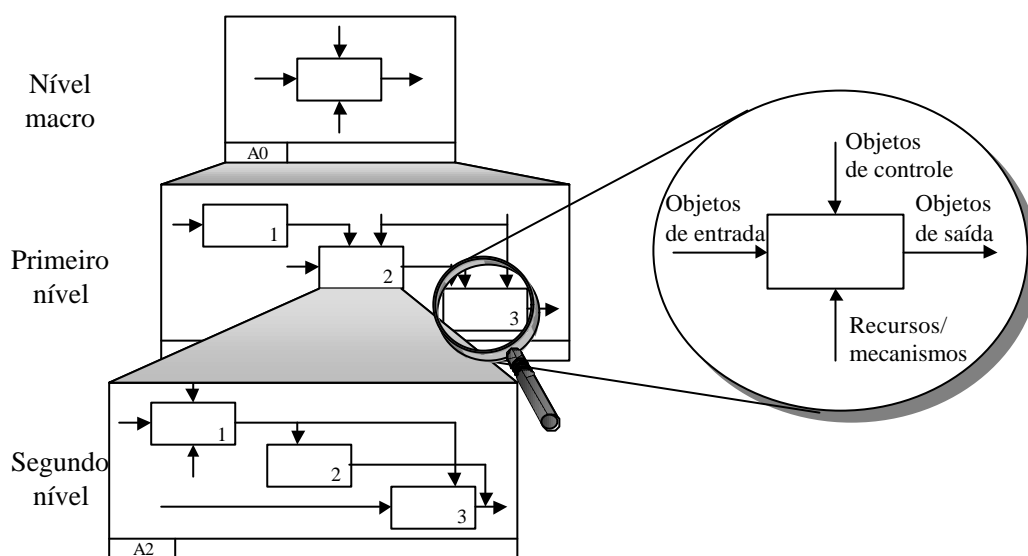 Nível
macro
A0
Primeiro
nível
1
2
3
Segundo
nível
1
2
3
A2
Objetos
de controle
Objetos
de entrada
Objetos
de saída
Recursos/
mecanismos